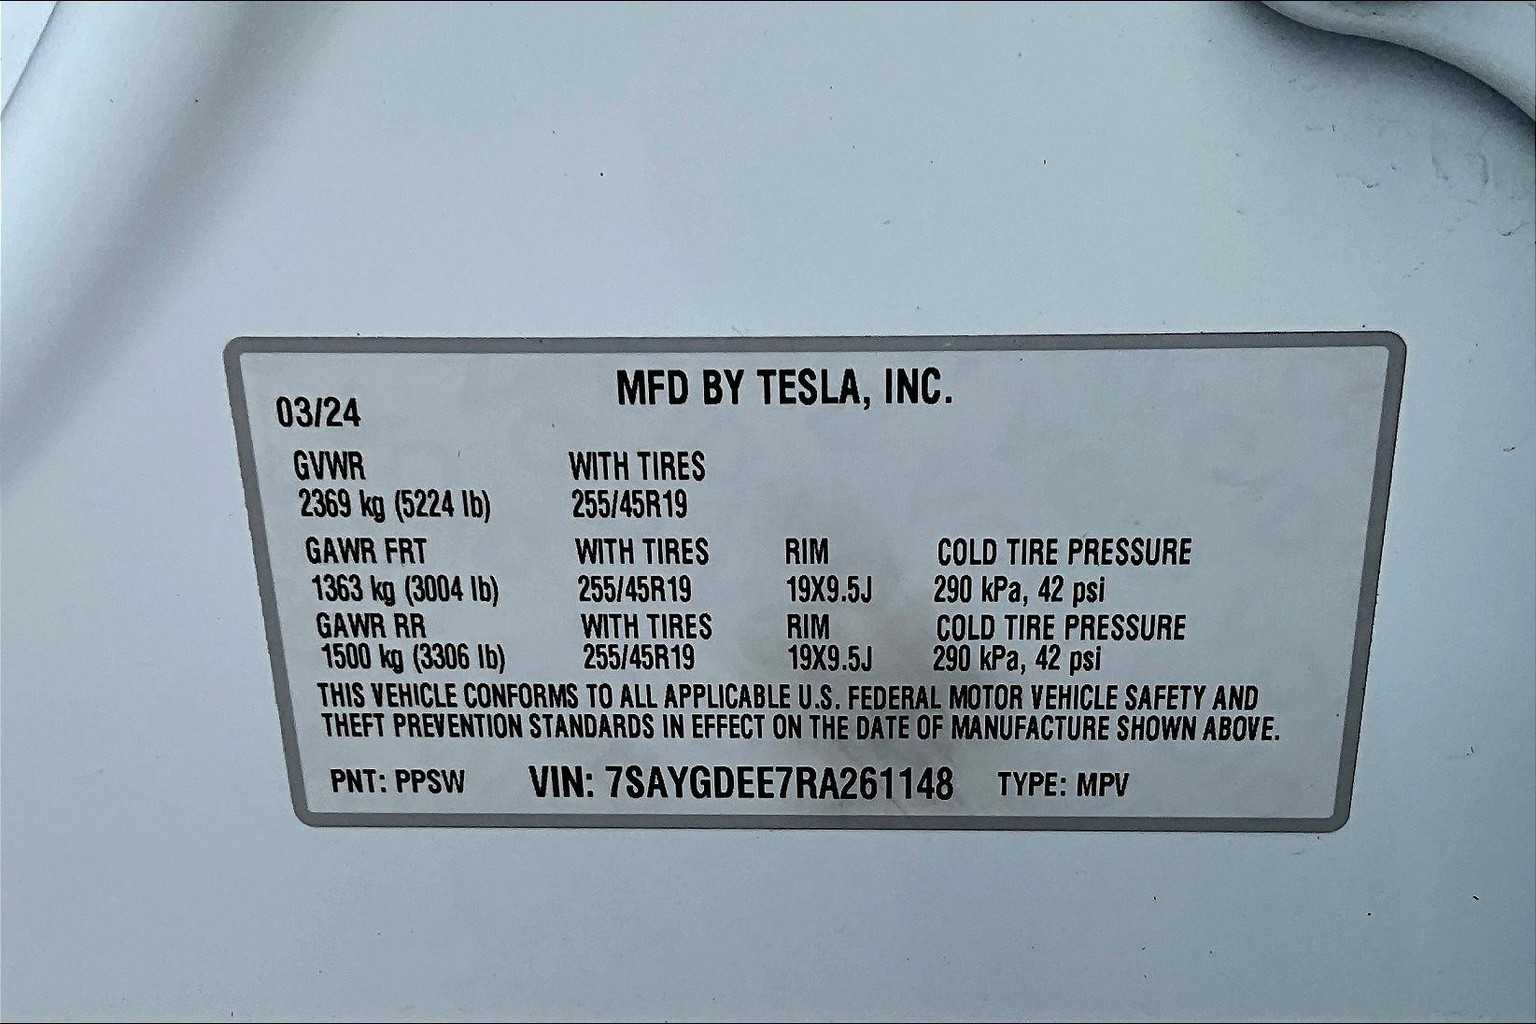 MFD BY TESLA, INC.
03/24
GVWR WITH TIRES
2369 kg (5224 lb) 255/45R19
GAWR FRT WITH TIRES RIM COLD TIRE PRESSURE
1363 kg (3004 lb) 255/45R19 19X9.5J 290 kPa, 42 psi
GAWR RR WITH TIRES RIM COLD TIRE PRESSURE
1500 kg (3306 lb) 255/45R19 19X9.5J 290 kPa, 42 psi
THIS VEHICLE CONFORMS TO ALL APPLICABLE U.S. FEDERAL MOTOR VEHICLE SAFETY AND
THEFT PREVENTION STANDARDS IN EFFECT ON THE DATE OF MANUFACTURE SHOWN ABOVE.
PNT: PPSW VIN: 7SAYGDEE7RA261148 TYPE: MPV